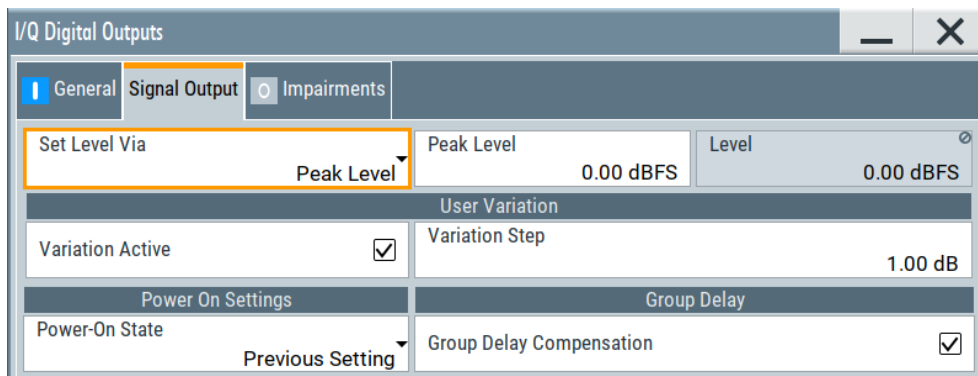 I/Q Digital Outputs
General Signal Output Impairments
Set Level Via
Peak Level
Peak Level
0.00 dBFS
Level
0.00 dBFS
User Variation
Variation Active
Variation Step
1.00 dB
Power On Settings
Group Delay
Power-On State
Previous Setting
Group Delay Compensation